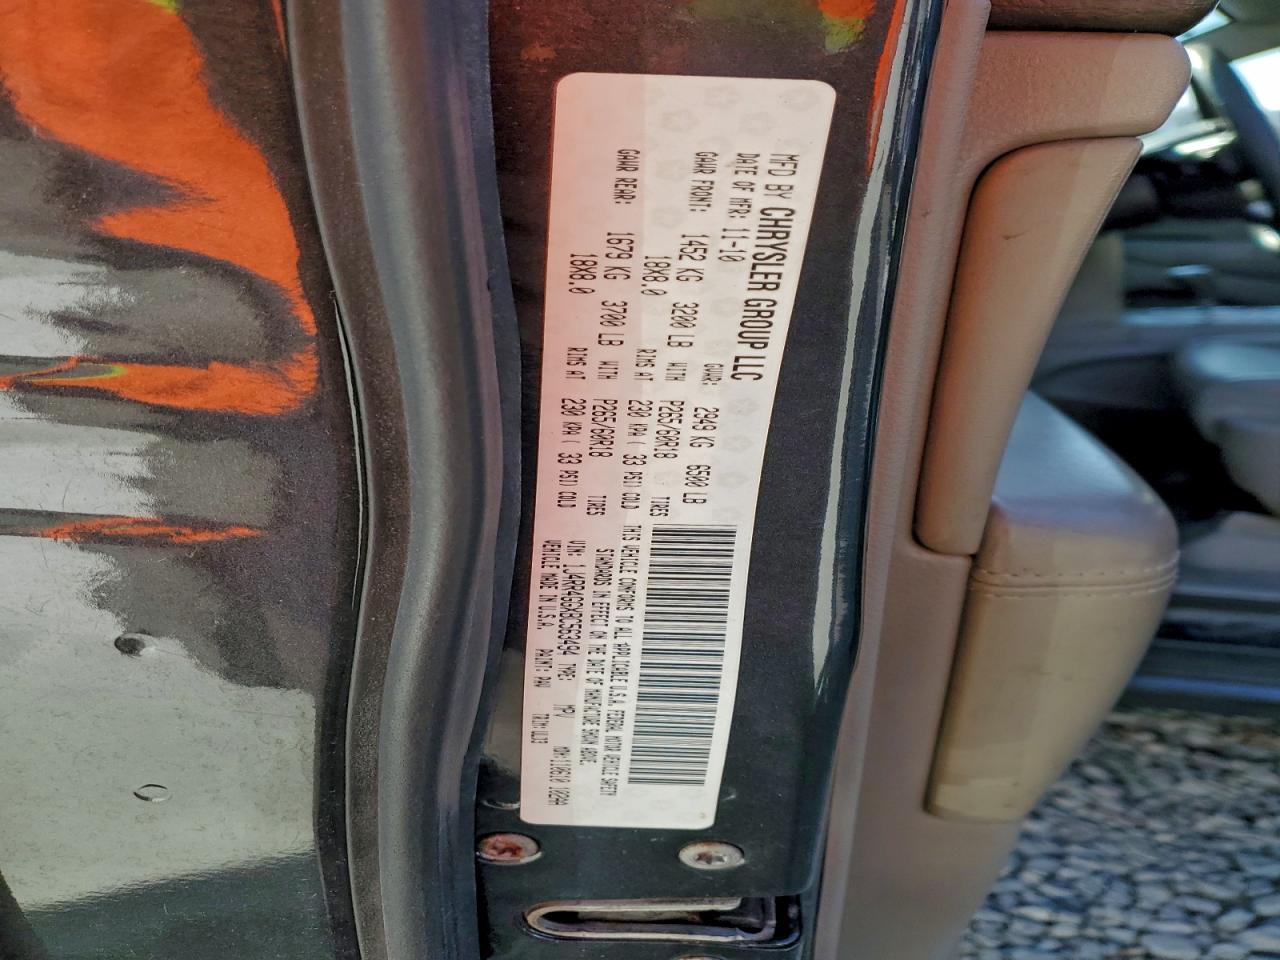 MFD BY CHRYSLER GROUP LLC
DATE OF MFR: 11-10 GVWR: 2949 KG 6500 LB
GAWR FRONT: 1452 KG 3200 LB WITH P265/60R18 TIRES
18X8.0 RIMS AT 230 KPA ( 33 PSI) COLD
GAWR REAR: 1679 KG 3700 LB WITH P265/60R18 TIRES
18X8.0 RIMS AT 230 KPA ( 33 PSI) COLD
THIS VEHICLE CONFORMS TO ALL APPLICABLE U.S.A. FEDERAL MOTOR VEHICLE SAFETY
STANDARDS IN EFFECT ON THE DATE OF MANUFACTURE SHOWN ABOVE.
VIN: 1J4RR4GGXBC563494 TYPE: MPV
VEHICLE MADE IN U.S.A. PAINT: PAV TRIM: